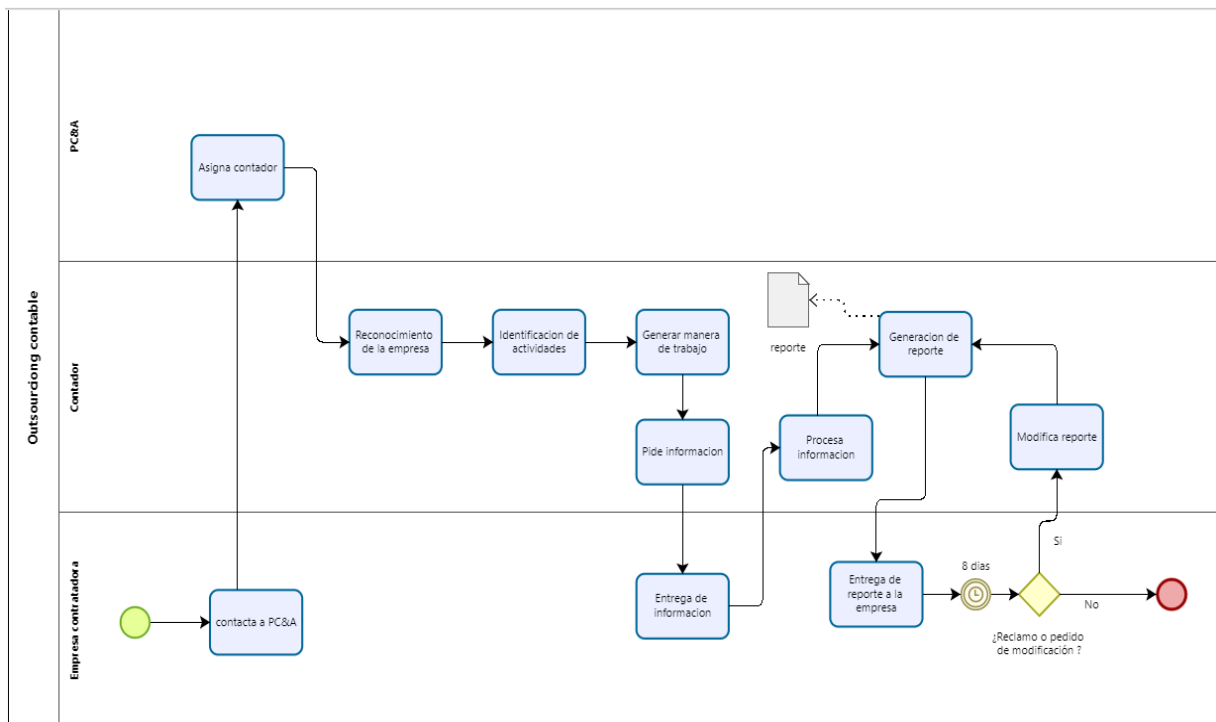 Outsourciong contable
PC&A
Asigna contador
Contador
Reconocimiento
de la empresa
Identificacion de
actividades
Generar manera
de trabajo
Pide informacion
Procesa
informacion
reporte
Generacion de
reporte
Modifica reporte
Empresa contratadora
contacta a PC&A
Entrega de
informacion
Entrega de
reporte a la
empresa
8 dias
Si
No
¿Reclamo o pedido
de modificación ?